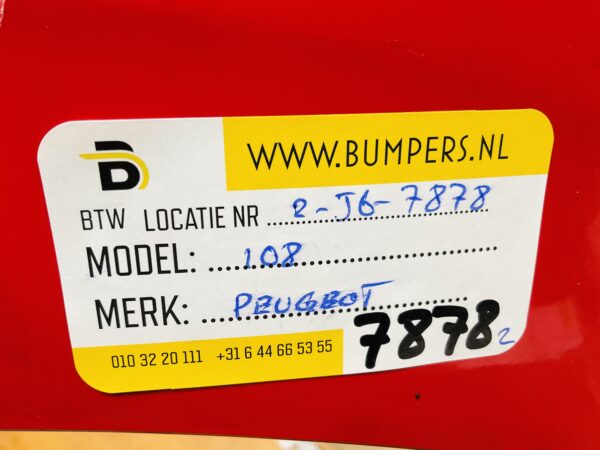 WWW.BUMPERS.NL
B
BTW LOCATIE NR 2-J6-7878
MODEL: 108
MERK: PEUGEOT
7878 2
010 32 20 111 +31 6 44 66 53 55